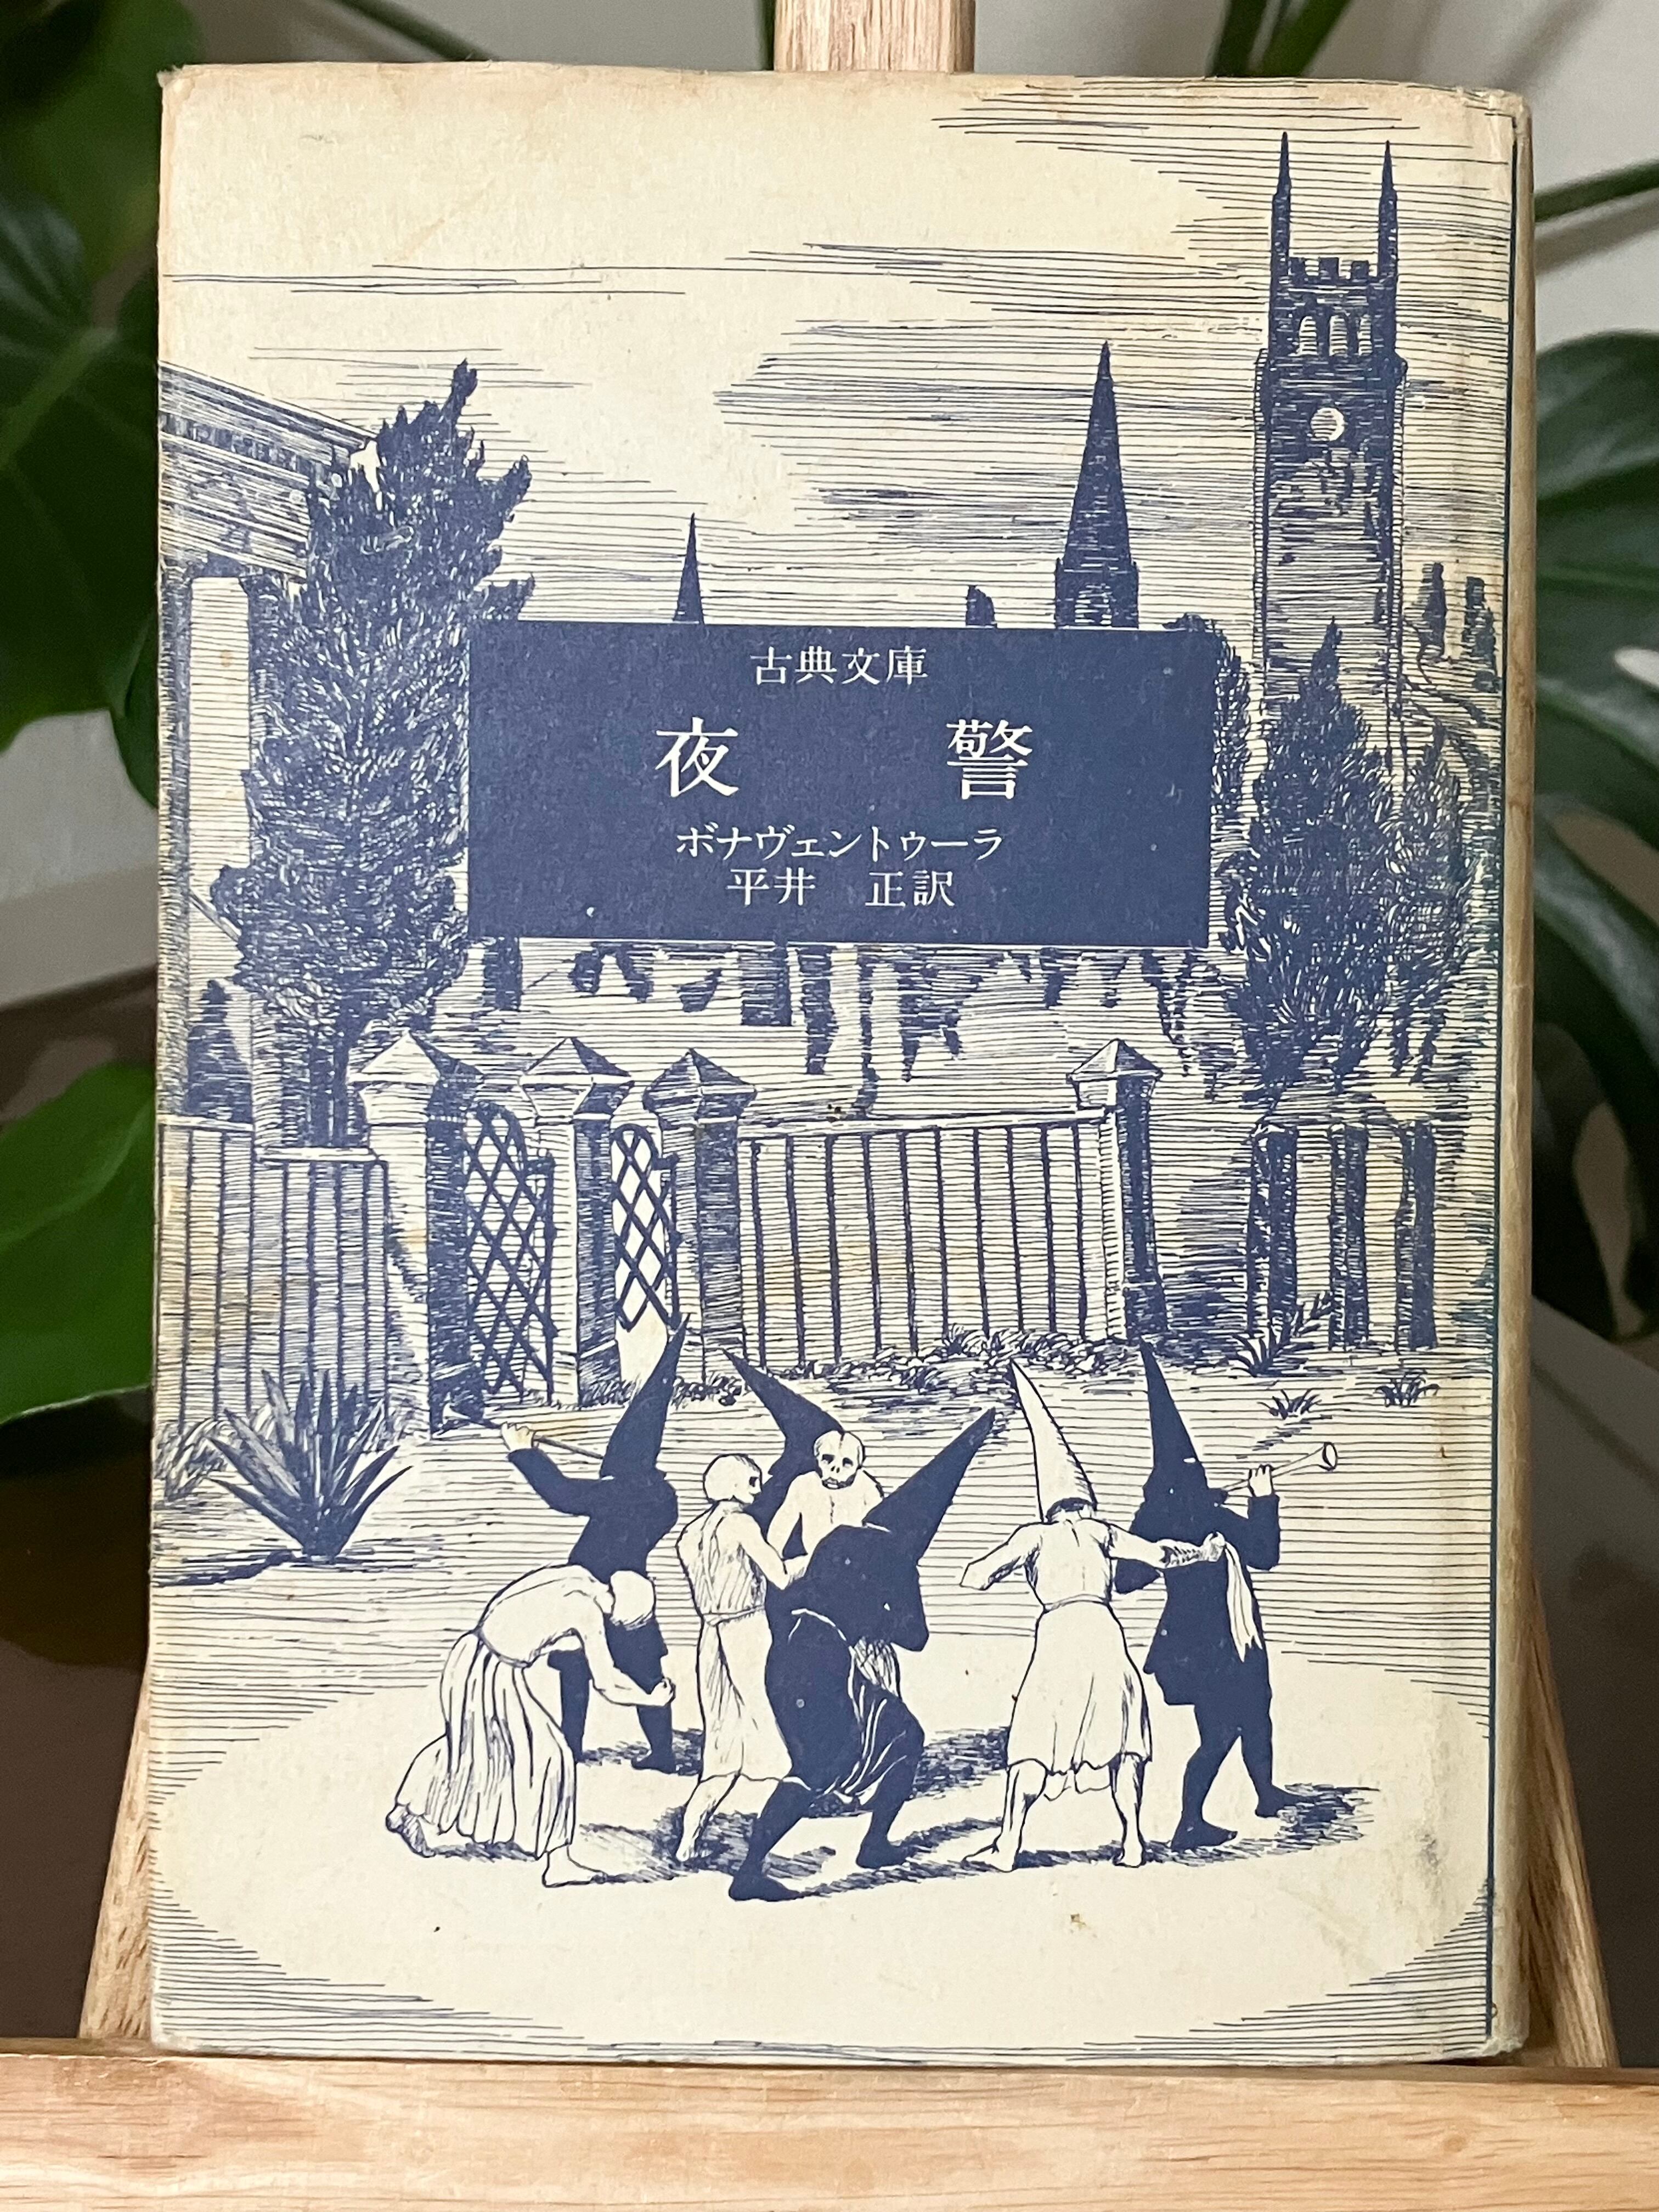 古典文庫
夜 警
ボナヴェントゥーラ
平井 正訳